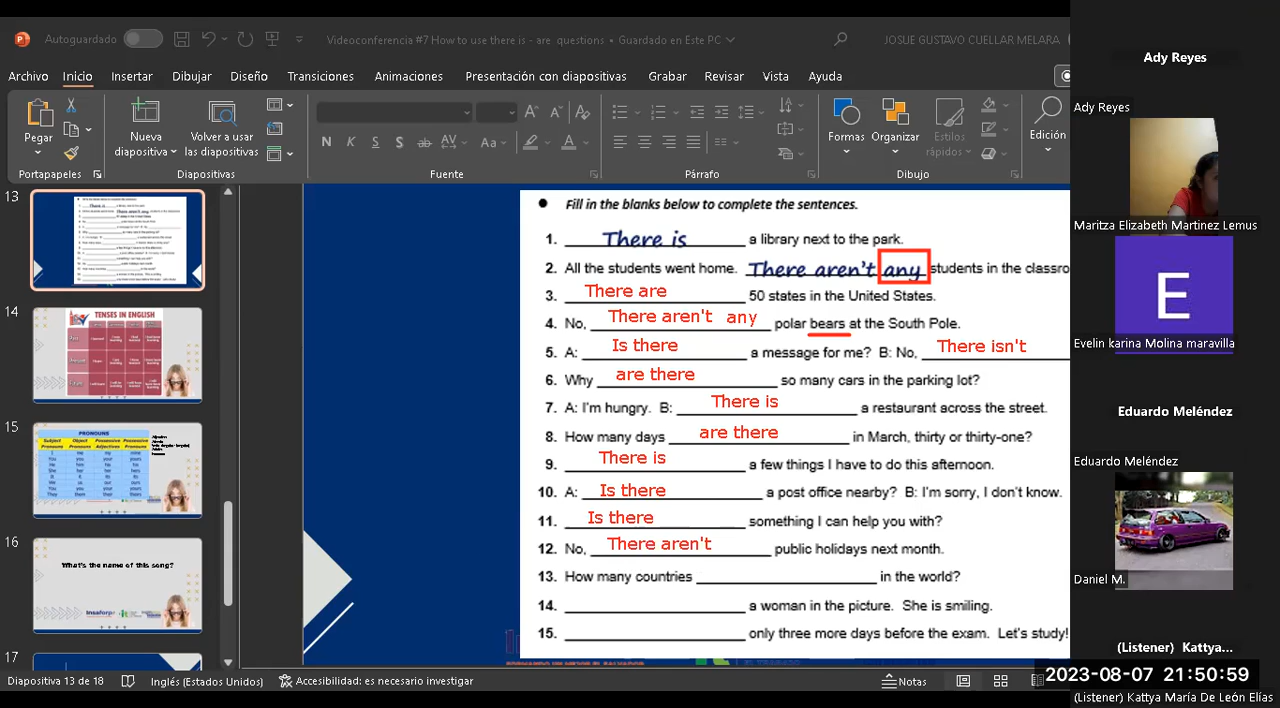 Autoguardado
Videoconferencia #7 How to use there is - are questions • Guardado en Este PC
JOSUE GUSTAVO CUELLAR MELARA
Archivo Inicio Insertar Dibujar Diseño Transiciones Animaciones Presentación con diapositivas Grabar Revisar Vista Ayuda
Pegar
Nueva diapositiva
Volver a usar las diapositivas
Formas
Organizar
Estilos rápidos
Edición
Portapapeles
Diapositivas
Fuente
Párrafo
Dibujo
13
14
TENSES IN ENGLISH
15
PRONOUNS
16
What's the name of this song?
Insaforp
17
● Fill in the blanks below to complete the sentences.
1. There is a library next to the park.
2. All the students went home. There aren't any students in the classro
3. There are 50 states in the United States.
4. No, There aren't any polar bears at the South Pole.
5. A: Is there a message for me? B: No, There isn't
6. Why are there so many cars in the parking lot?
7. A: I'm hungry. B: There is a restaurant across the street.
8. How many days are there in March, thirty or thirty-one?
9. There is a few things I have to do this afternoon.
10. A: Is there a post office nearby? B: I'm sorry, I don't know.
11. Is there something I can help you with?
12. No, There aren't public holidays next month.
13. How many countries ____ in the world?
14. ____ a woman in the picture. She is smiling.
15. ____ only three more days before the exam. Let's study!
Diapositiva 13 de 18
Inglés (Estados Unidos)
Accesibilidad: es necesario investigar
Notas
Ady Reyes
Ady Reyes
Maritza Elizabeth Martinez Lemus
E
Evelin karina Molina maravilla
Eduardo Meléndez
Eduardo Meléndez
Daniel M.
(Listener) Kattya...
2023-08-07 21:50:59
(Listener) Kattya María De León Elías